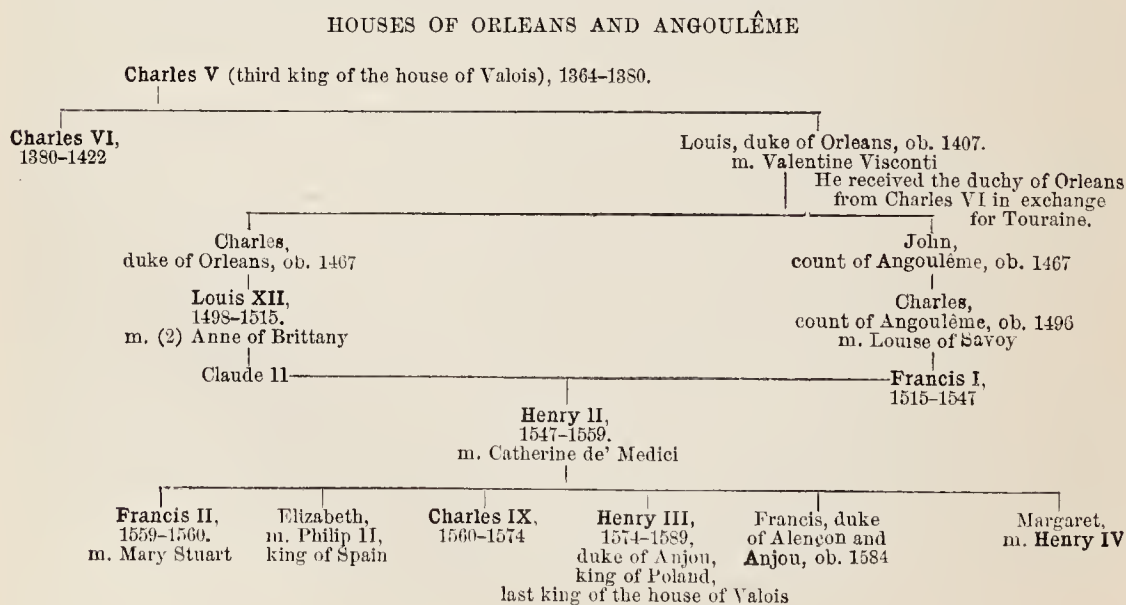 HOUSES OF ORLEANS AND ANGOULÊME
Charles V (third king of the house of Valois), 1364–1380.
Charles VI,
1380–1422
Louis, duke of Orleans, ob. 1407.
m. Valentine Visconti
He received the duchy of Orleans
from Charles VI in exchange
for Touraine.
Charles,
duke of Orleans, ob. 1467
John,
count of Angoulême, ob. 1467
Louis XII,
1498–1515.
m. (2) Anne of Brittany
Charles,
count of Angoulême, ob. 1496
m. Louise of Savoy
Claude 11
Francis I,
1515–1547
Henry II,
1547–1559.
m. Catherine de' Medici
Francis II,
1559–1560.
m. Mary Stuart
Elizabeth,
m. Philip II,
king of Spain
Charles IX,
1560–1574
Henry III,
1574–1589,
duke of Anjou,
king of Poland,
last king of the house of Valois
Francis, duke
of Alençon and
Anjou, ob. 1584
Margaret,
m. Henry IV